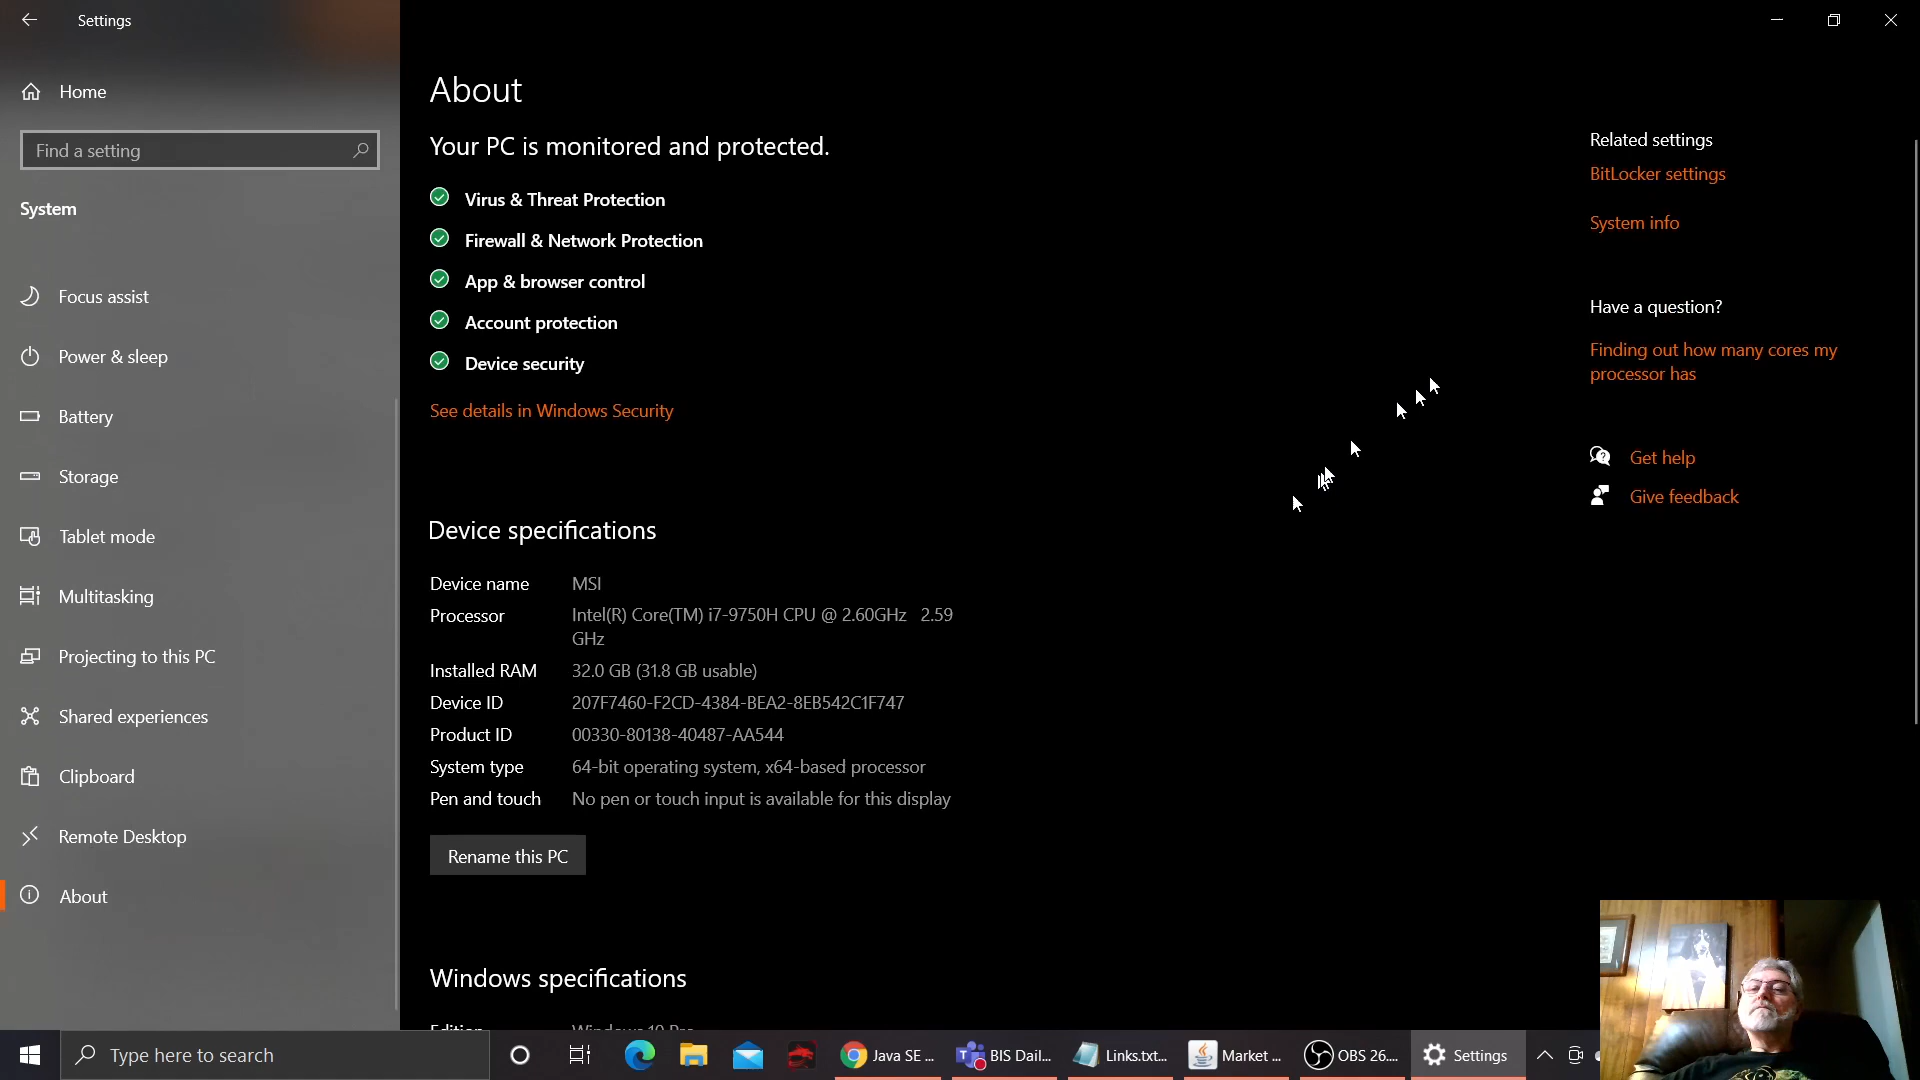 Settings
Home
Find a setting
System
Focus assist
Power & sleep
Battery
Storage
Tablet mode
Multitasking
Projecting to this PC
Shared experiences
Clipboard
Remote Desktop
About
About
Your PC is monitored and protected.
Virus & Threat Protection
Firewall & Network Protection
App & browser control
Account protection
Device security
See details in Windows Security
Device specifications
Device name MSI
Processor Intel(R) Core(TM) i7-9750H CPU @ 2.60GHz 2.59
GHz
Installed RAM 32.0 GB (31.8 GB usable)
Device ID 207F7460-F2CD-4384-BEA2-8EB542C1F747
Product ID 00330-80138-40487-AA544
System type 64-bit operating system, x64-based processor
Pen and touch No pen or touch input is available for this display
Rename this PC
Windows specifications
Edition Windows 10 Pro
Related settings
BitLocker settings
System info
Have a question?
Finding out how many cores my
processor has
Get help
Give feedback
Type here to search
Java SE ...
BIS Dail...
Links.txt...
Market ...
OBS 26....
Settings